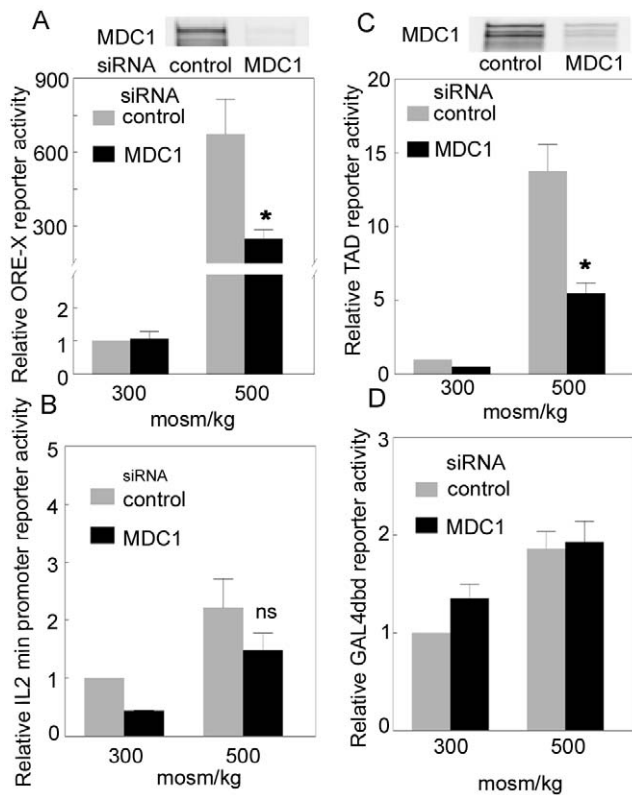 A
MDC1
siRNA control MDC1
Relative ORE-X reporter activity
900
600
300
2
1
0
siRNA
control
MDC1
*
300 500
mosm/kg
B
Relative IL2 min promoter reporter activity
5
4
3
2
1
0
siRNA
control
MDC1
ns
300 500
mosm/kg
C
MDC1
control MDC1
Relative TAD reporter activity
20
15
10
5
0
siRNA
control
MDC1
*
300 500
mosm/kg
D
Relative GAL4dbd reporter activity
3
2
1
0
siRNA
control
MDC1
300 500
mosm/kg